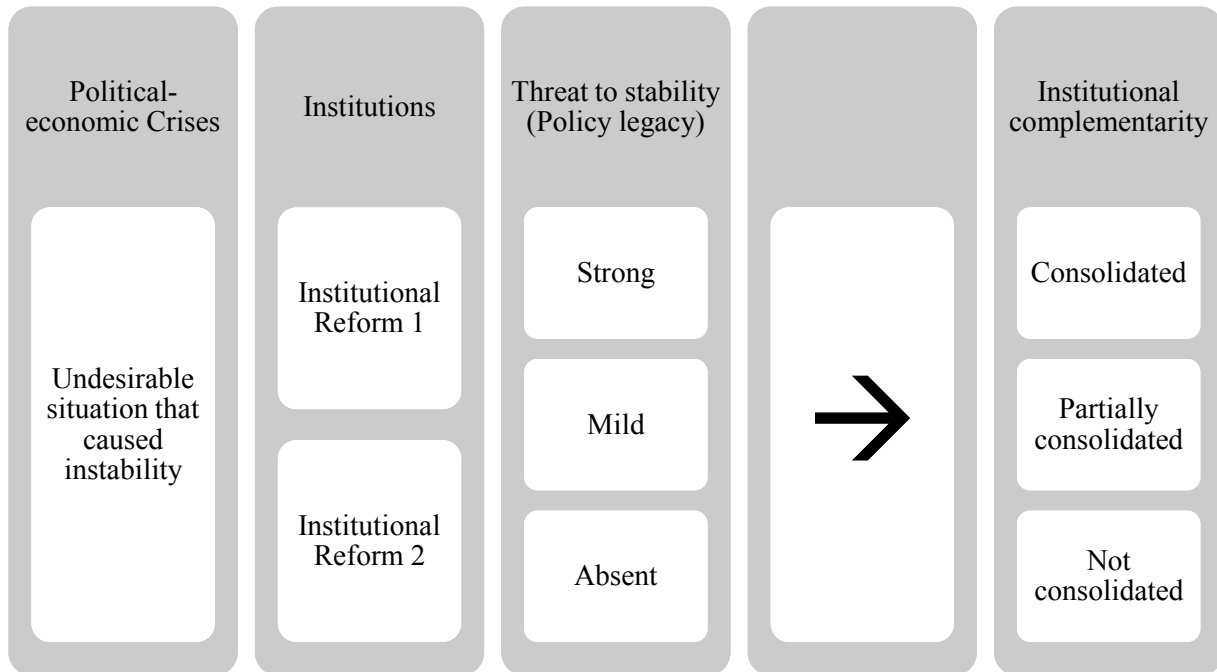 Political-
economic Crises
Undesirable
situation that
caused
instability
Institutions
Institutional
Reform 1
Institutional
Reform 2
Threat to stability
(Policy legacy)
Strong
Mild
Absent
Institutional
complementarity
Consolidated
Partially
consolidated
Not
consolidated